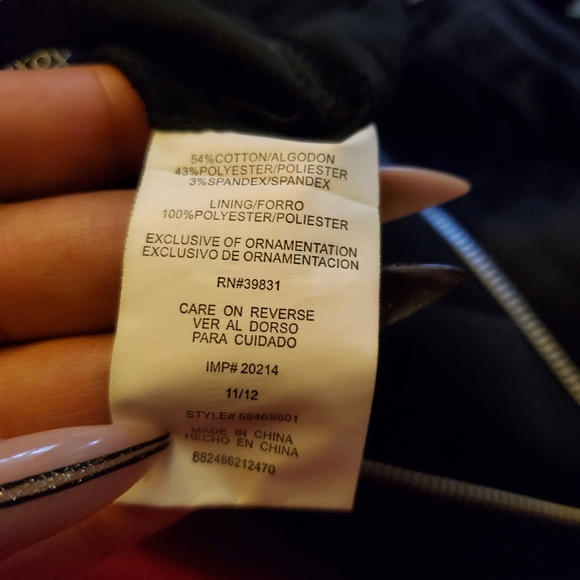 54%COTTON/ALGODON
43%POLYESTER/POLIESTER
3%SPANDEX/SPANDEX
LINING/FORRO
100%POLYESTER/POLIESTER
EXCLUSIVE OF ORNAMENTATION
EXCLUSIVO DE ORNAMENTACION
RN#39831
CARE ON REVERSE
VER AL DORSO
PARA CUIDADO
IMP# 20214
11/12
STYLE# 5946S601
MADE IN CHINA
HECHO EN CHINA
882486212470